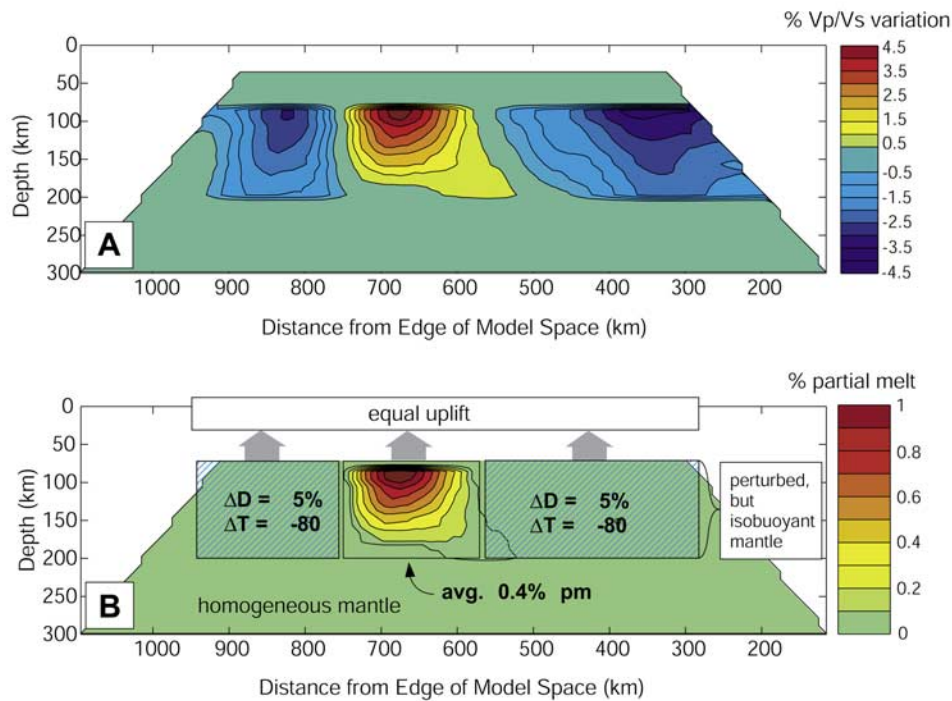 % Vp/Vs variation
0
50
100
150
200
250
300
Depth (km)
A
1000 900 800 700 600 500 400 300 200
Distance from Edge of Model Space (km)
4.5
3.5
2.5
1.5
0.5
-0.5
-1.5
-2.5
-3.5
-4.5
% partial melt
0
50
100
150
200
250
300
Depth (km)
B
equal uplift
ΔD = 5%
ΔT = -80
ΔD = 5%
ΔT = -80
perturbed,
but
isobuoyant
mantle
avg. 0.4% pm
homogeneous mantle
1000 900 800 700 600 500 400 300 200
Distance from Edge of Model Space (km)
1
0.8
0.6
0.4
0.2
0